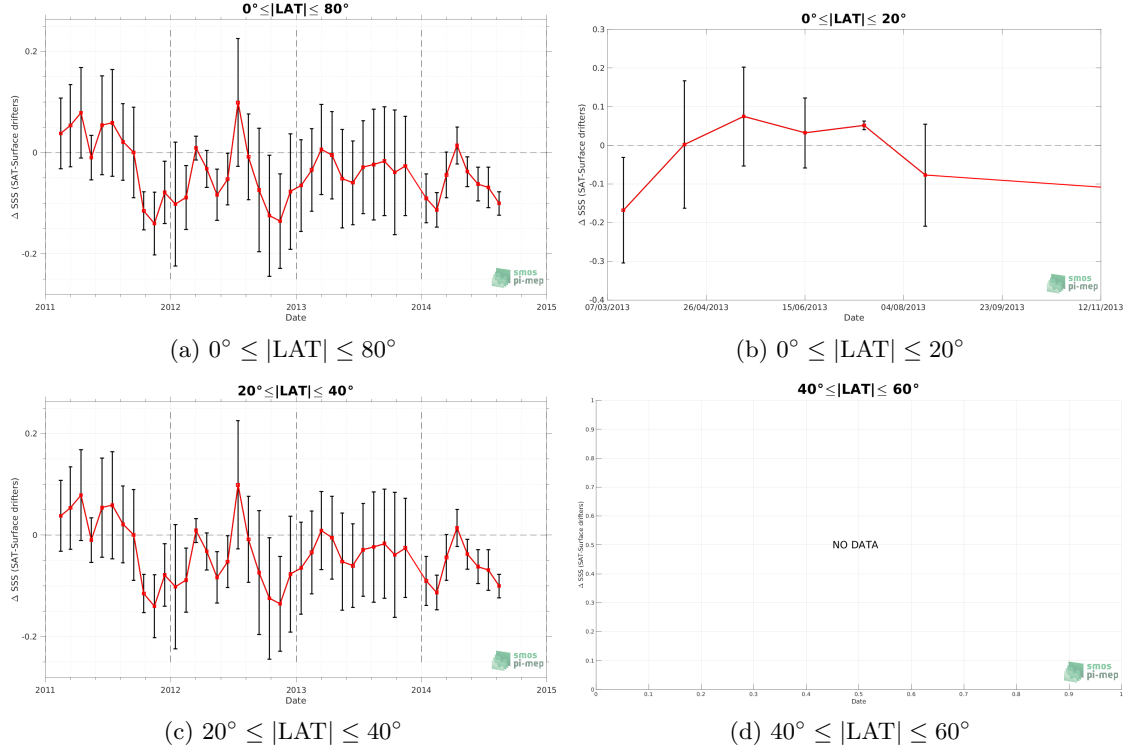 0°≤|LAT|≤ 80°
Δ SSS (SAT-Surface drifters)
0.2
0
-0.2
2011
2012
2013
2014
2015
Date
smos
pi-mep
(a) 0° ≤ |LAT| ≤ 80°
0°≤|LAT|≤ 20°
Δ SSS (SAT-Surface drifters)
0.3
0.2
0.1
0
-0.1
-0.2
-0.3
-0.4
07/03/2013
26/04/2013
15/06/2013
04/08/2013
23/09/2013
12/11/2013
Date
smos
pi-mep
(b) 0° ≤ |LAT| ≤ 20°
20°≤|LAT|≤ 40°
Δ SSS (SAT-Surface drifters)
0.2
0
-0.2
2011
2012
2013
2014
2015
Date
smos
pi-mep
(c) 20° ≤ |LAT| ≤ 40°
40°≤|LAT|≤ 60°
Δ SSS (SAT-Surface drifters)
1
0.9
0.8
0.7
0.6
0.5
0.4
0.3
0.2
0.1
0
NO DATA
0
0.1
0.2
0.3
0.4
0.5
0.6
0.7
0.8
0.9
1
Date
smos
pi-mep
(d) 40° ≤ |LAT| ≤ 60°